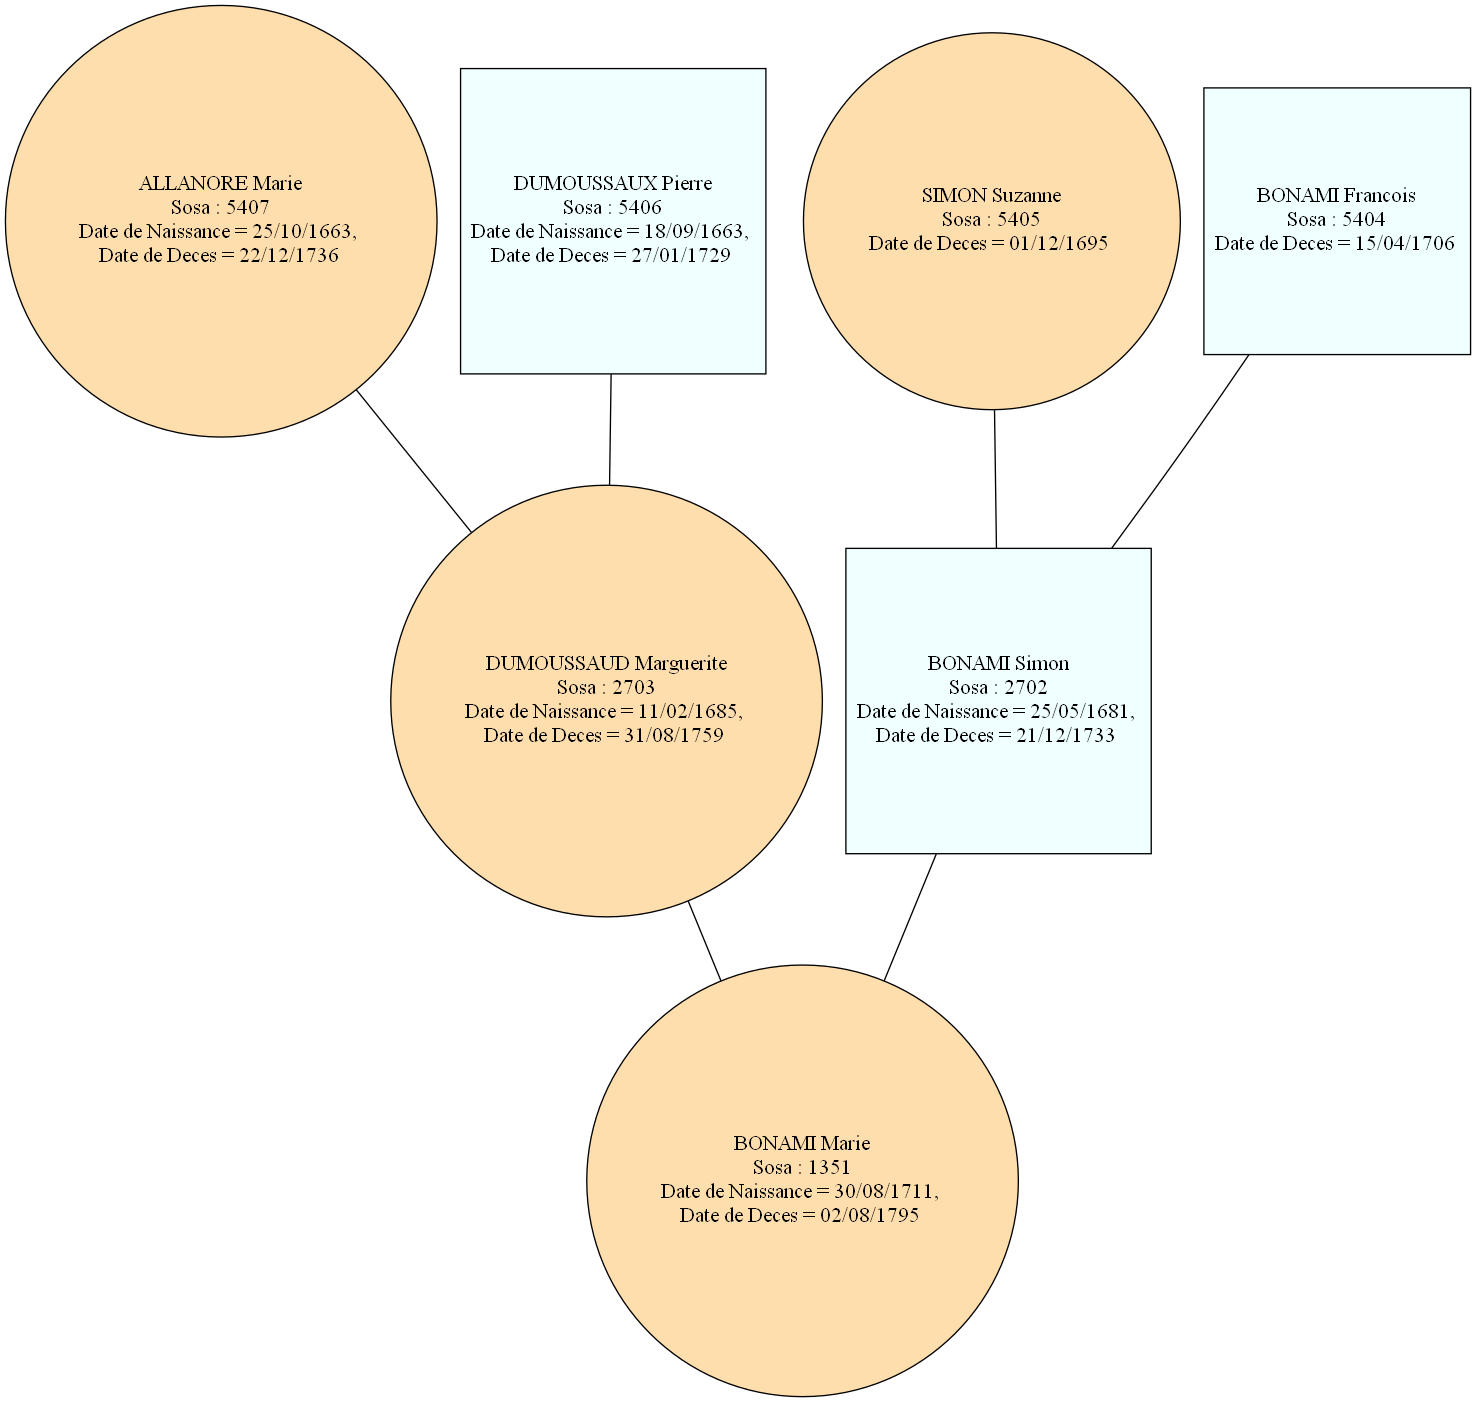 ALLANORE Marie
Sosa : 5407
Date de Naissance = 25/10/1663,
Date de Deces = 22/12/1736
DUMOUSSAUX Pierre
Sosa : 5406
Date de Naissance = 18/09/1663,
Date de Deces = 27/01/1729
SIMON Suzanne
Sosa : 5405
Date de Deces = 01/12/1695
BONAMI Francois
Sosa : 5404
Date de Deces = 15/04/1706
DUMOUSSAUD Marguerite
Sosa : 2703
Date de Naissance = 11/02/1685,
Date de Deces = 31/08/1759
BONAMI Simon
Sosa : 2702
Date de Naissance = 25/05/1681,
Date de Deces = 21/12/1733
BONAMI Marie
Sosa : 1351
Date de Naissance = 30/08/1711,
Date de Deces = 02/08/1795